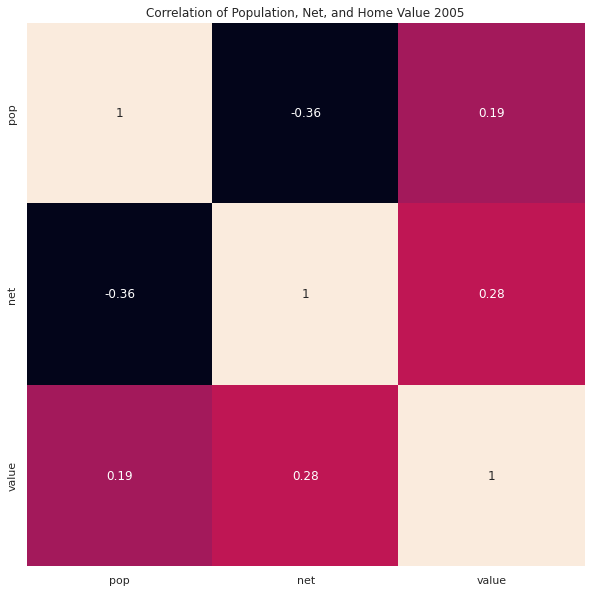 Correlation of Population, Net, and Home Value 2005
pop 1 -0.36 0.19
net -0.36 1 0.28
value 0.19 0.28 1
pop net value